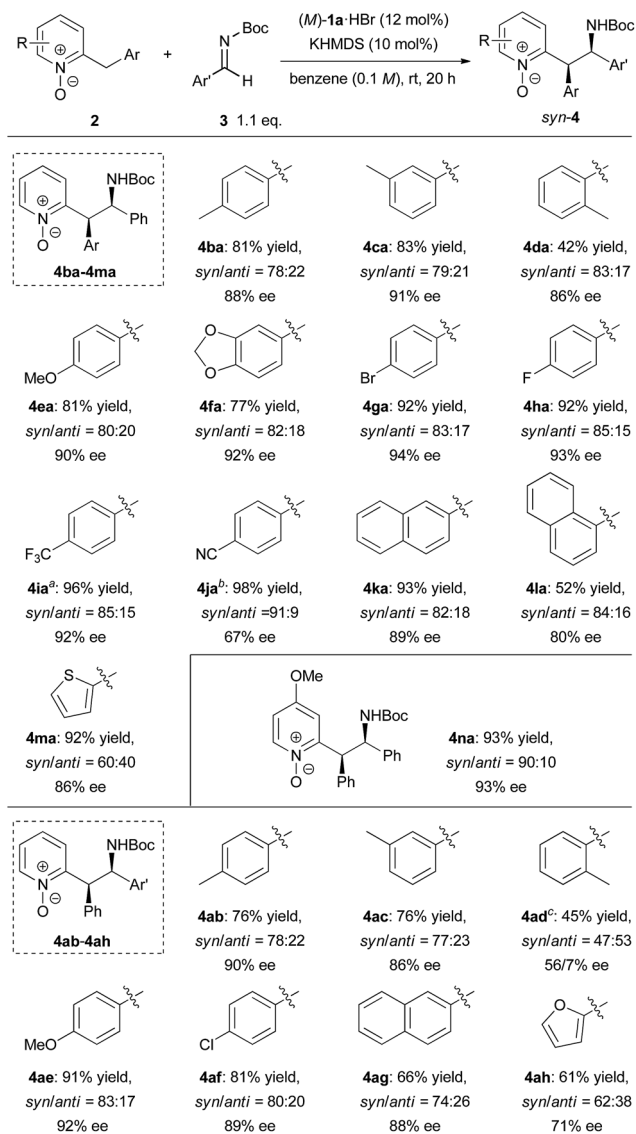 R
N
⊕
O
⊖
Ar
2
+
N
Boc
Ar'
H
3 1.1 eq.
(M)-1a·HBr (12 mol%)
KHMDS (10 mol%)
benzene (0.1 M), rt, 20 h
R
N
⊕
O
⊖
NHBoc
Ar'
Ar
syn-4
NHBoc
N
⊕
O
⊖
Ph
Ar
4ba-4ma
4ba: 81% yield,
syn/anti = 78:22
88% ee
4ca: 83% yield,
syn/anti = 79:21
91% ee
4da: 42% yield,
syn/anti = 83:17
86% ee
MeO
4ea: 81% yield,
syn/anti = 80:20
90% ee
O
O
4fa: 77% yield,
syn/anti = 82:18
92% ee
Br
4ga: 92% yield,
syn/anti = 83:17
94% ee
F
4ha: 92% yield,
syn/anti = 85:15
93% ee
F3C
4iaᵃ: 96% yield,
syn/anti = 85:15
92% ee
NC
4jaᵇ: 98% yield,
syn/anti =91:9
67% ee
4ka: 93% yield,
syn/anti = 82:18
89% ee
4la: 52% yield,
syn/anti = 84:16
80% ee
S
4ma: 92% yield,
syn/anti = 60:40
86% ee
OMe
NHBoc
N
⊕
O
⊖
Ph
Ph
4na: 93% yield,
syn/anti = 90:10
93% ee
NHBoc
N
⊕
O
⊖
Ar'
Ph
4ab-4ah
4ab: 76% yield,
syn/anti = 78:22
90% ee
4ac: 76% yield,
syn/anti = 77:23
86% ee
4adᶜ: 45% yield,
syn/anti = 47:53
56/7% ee
MeO
4ae: 91% yield,
syn/anti = 83:17
92% ee
Cl
4af: 81% yield,
syn/anti = 80:20
89% ee
4ag: 66% yield,
syn/anti = 74:26
88% ee
O
4ah: 61% yield,
syn/anti = 62:38
71% ee